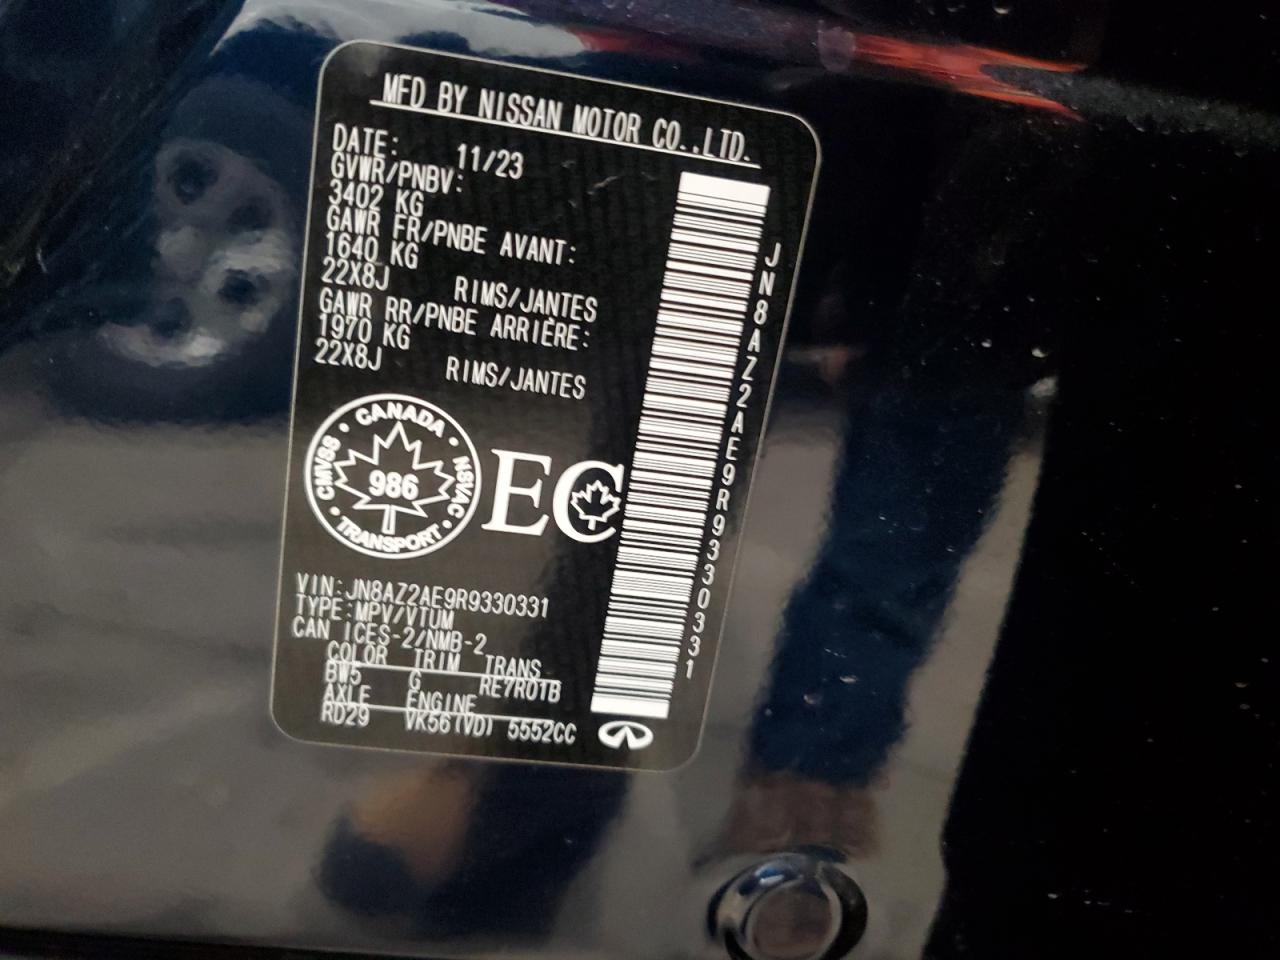 MFD BY NISSAN MOTOR CO.,LTD.
DATE: 11/23
GVWR/PNBV:
3402 KG
GAWR FR/PNBE AVANT:
1640 KG
22X8J RIMS/JANTES
GAWR RR/PNBE ARRIÈRE:
1970 KG
22X8J RIMS/JANTES
CANADA
CMVSS
986
NSVAC
TRANSPORT
EC
VIN:JN8AZ2AE9R9330331
TYPE:MPV/VTUM
CAN ICES-2/NMB-2
COLOR TRIM TRANS
BW5 G RE7R01B
AXLE ENGINE
RD29 VK56(VD) 5552CC
JN8AZ2AE9R9330331